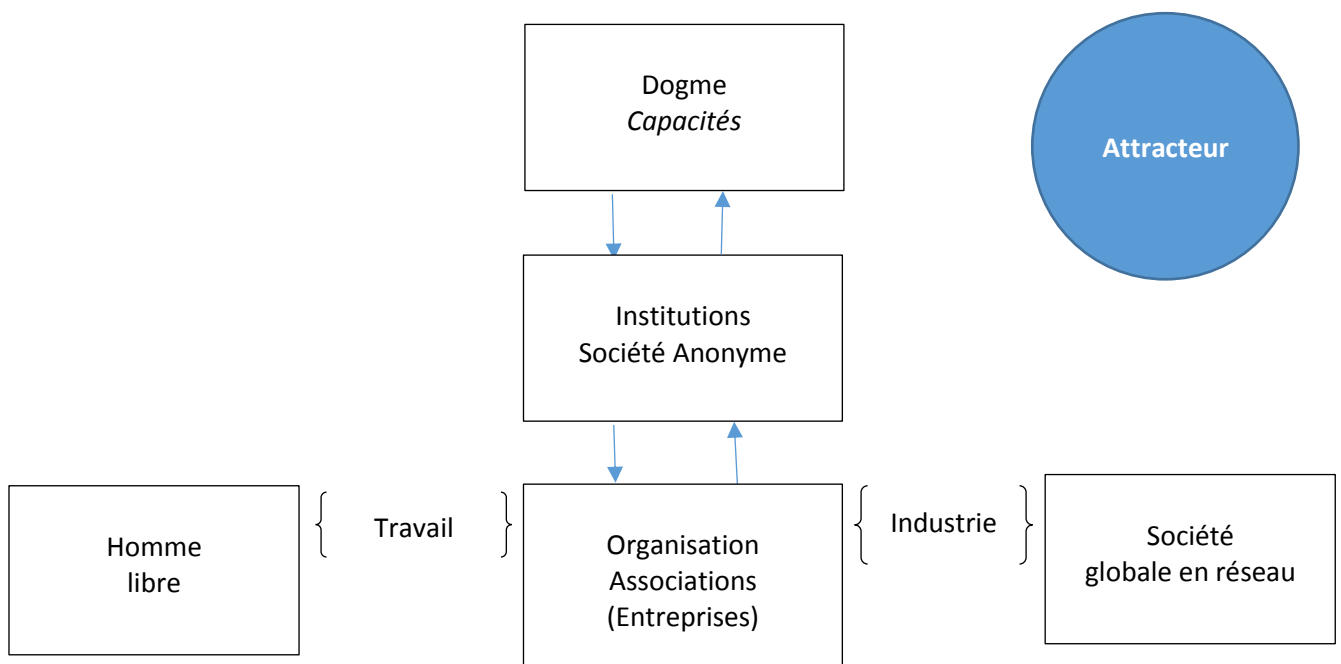 Dogme
Capacités
Attracteur
Institutions
Société Anonyme
Homme
libre
{ Travail }
Organisation
Associations
(Entreprises)
{ Industrie }
Société
globale en réseau